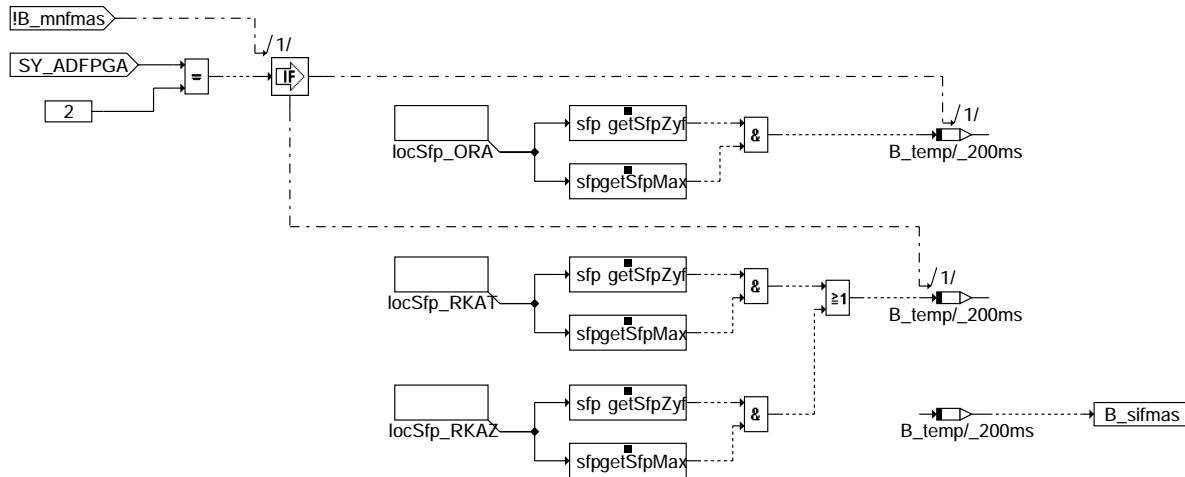 !B_mnfmas
/1/
SY_ADFPGA
=
IF
2
/1/
sfp getSfpZyf
&
locSfp_ORA
B_temp/_200ms
sfpgetSfpMax
/1/
sfp getSfpZyf
&
≧1
locSfp_RKAT
B_temp/_200ms
sfpgetSfpMax
sfp getSfpZyf
&
B_sifmas
locSfp_RKAZ
B_temp/_200ms
sfpgetSfpMax